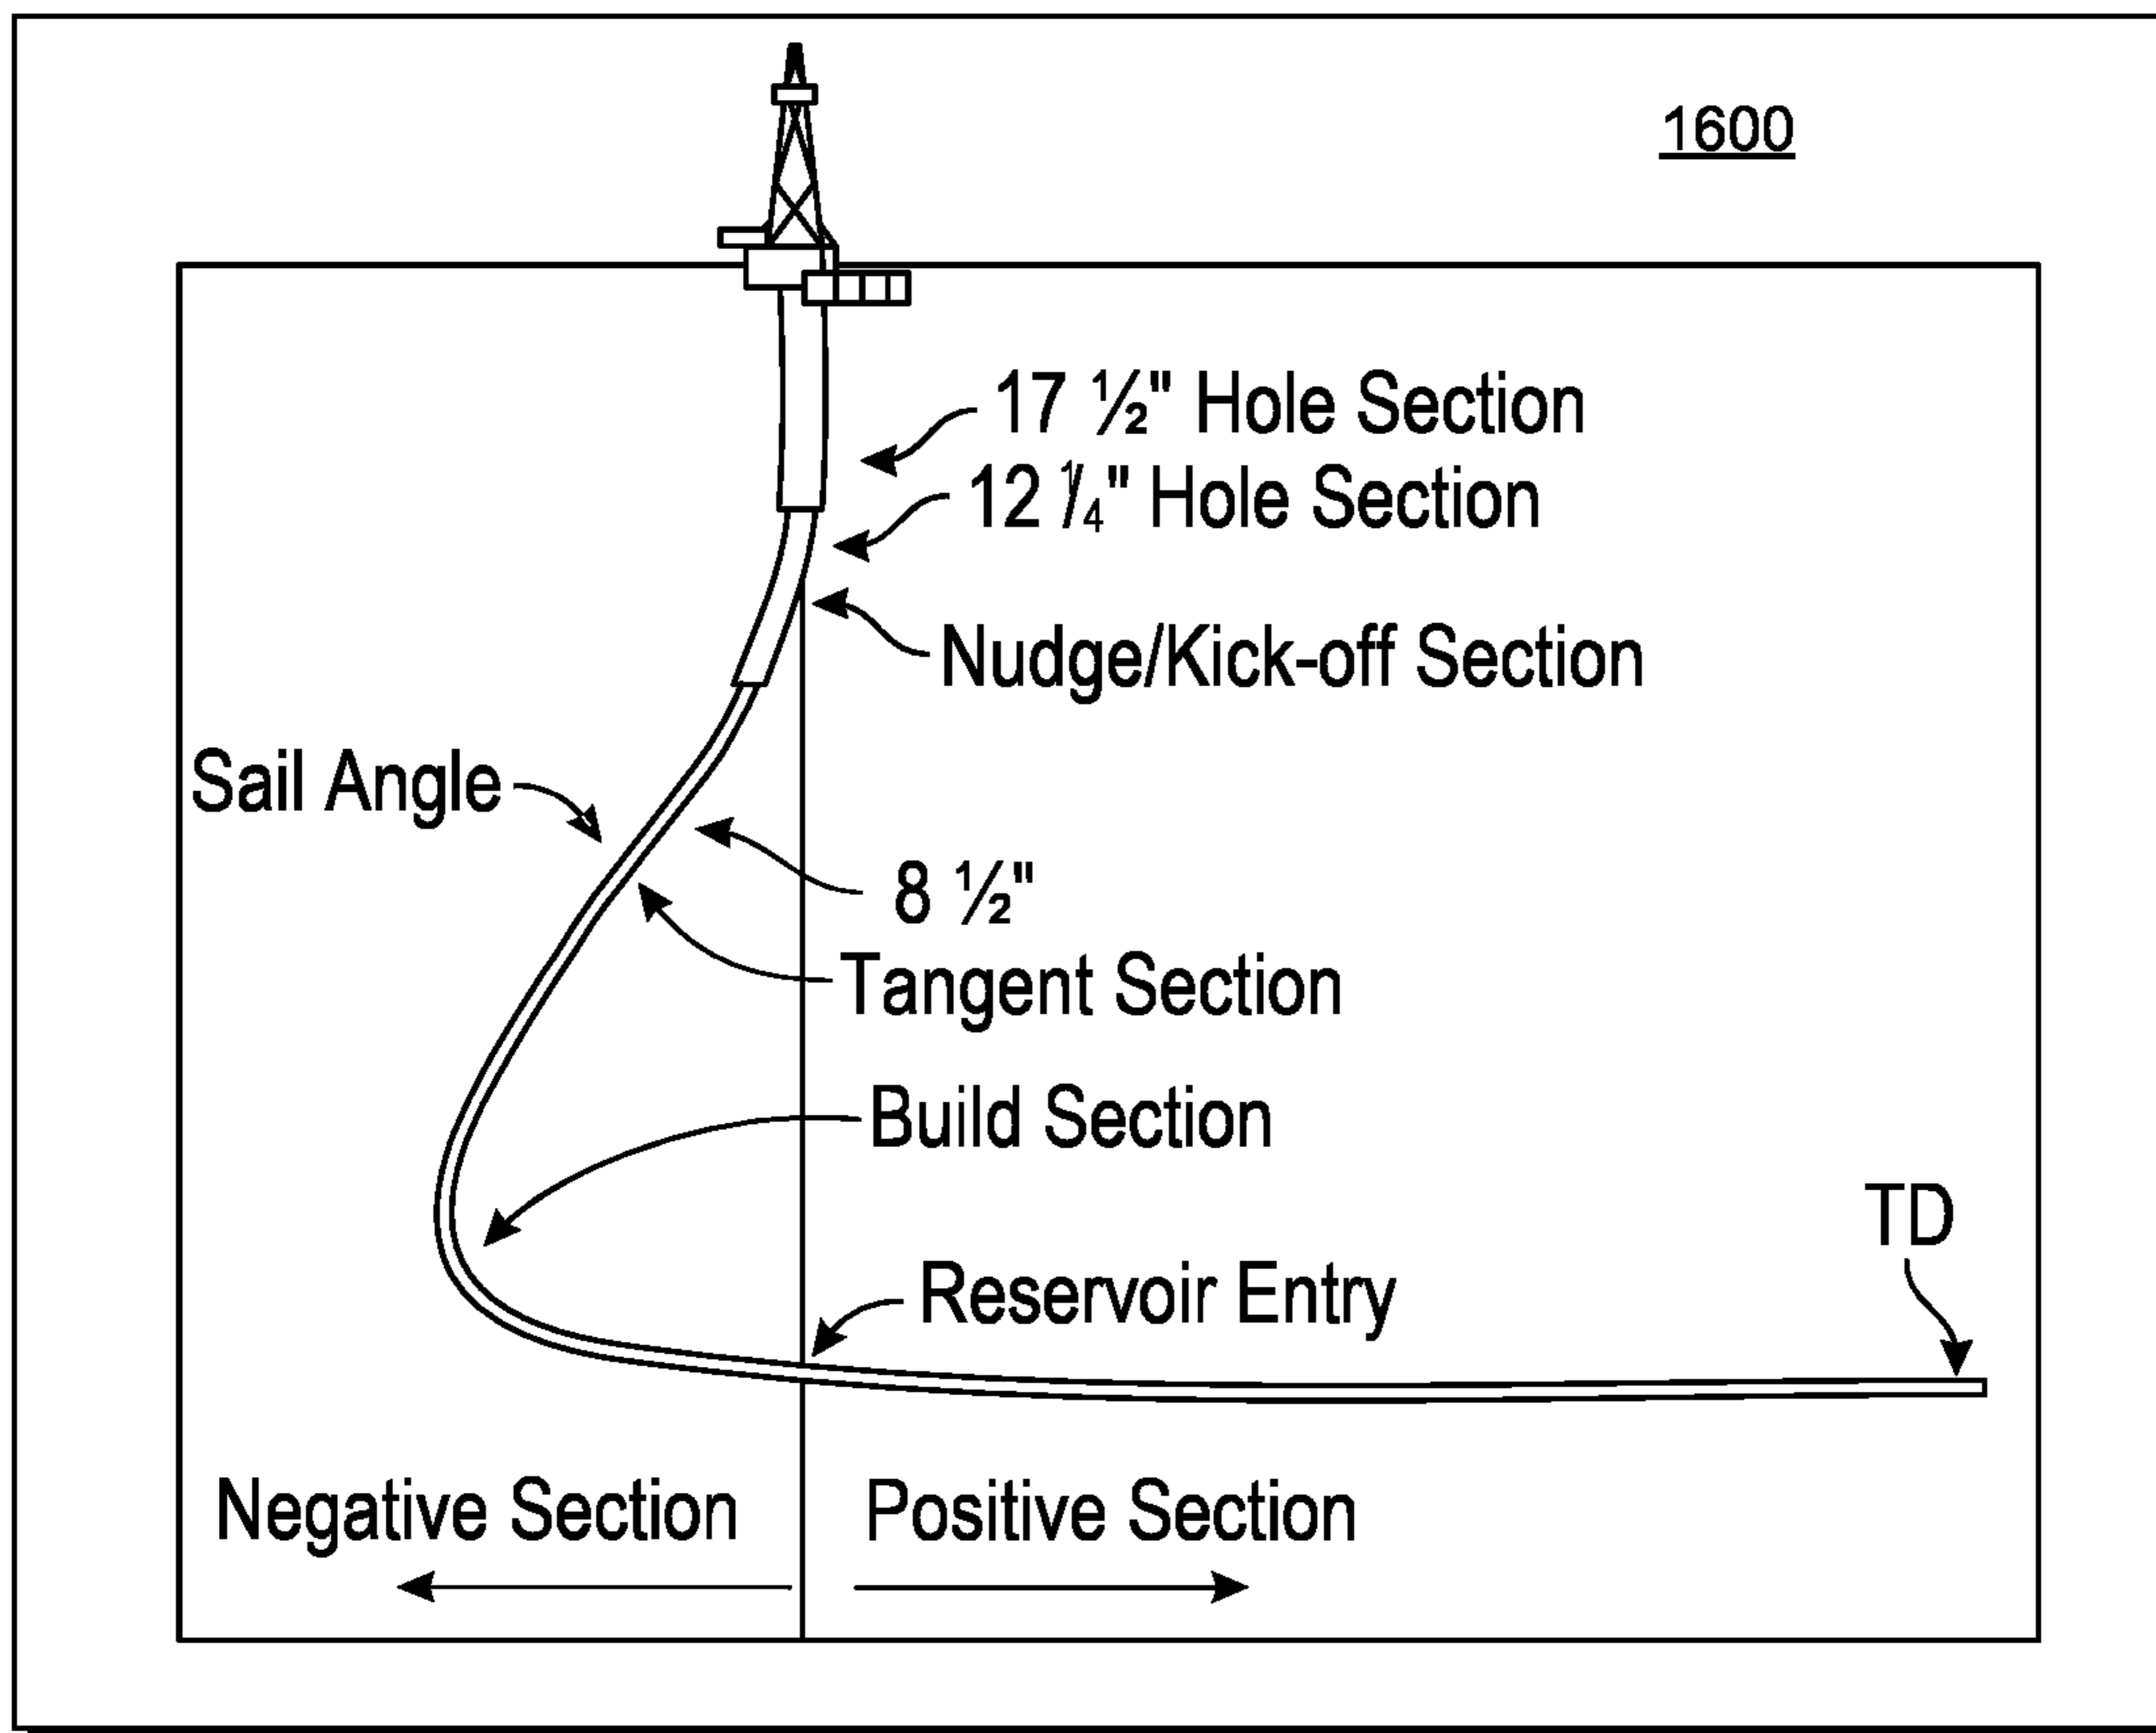 1600
17 ½" Hole Section
12 ¼" Hole Section
Nudge/Kick-off Section
Sail Angle
8 ½"
Tangent Section
Build Section
TD
Reservoir Entry
Negative Section
Positive Section